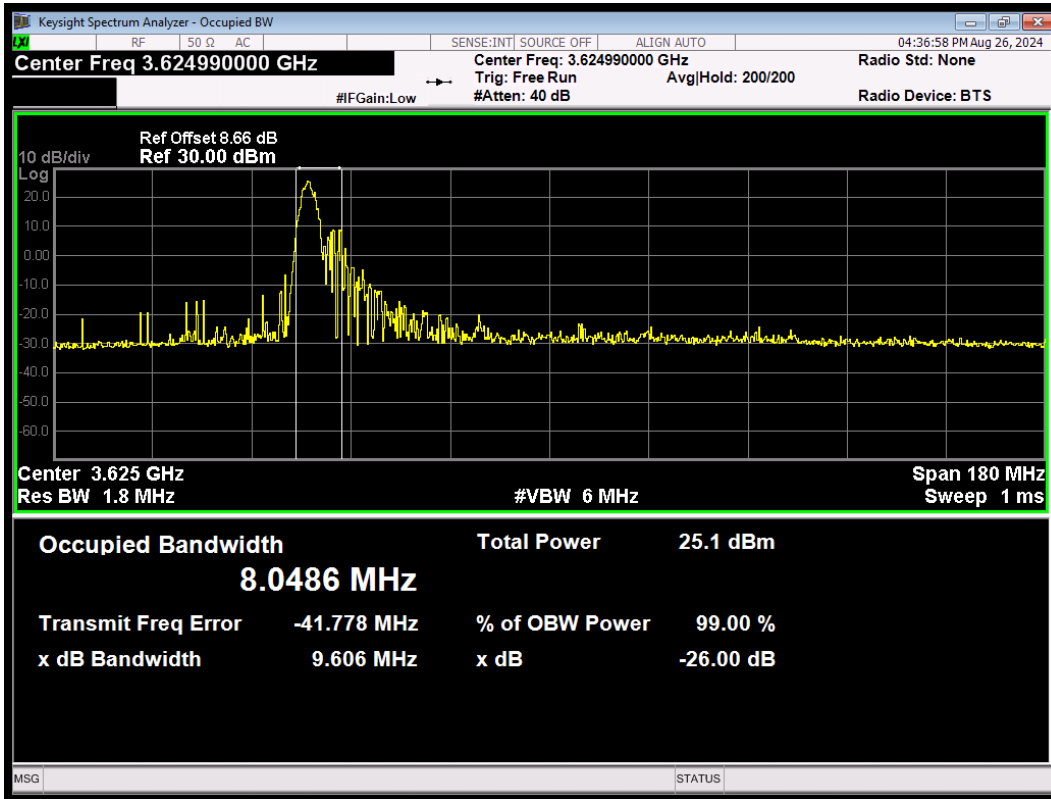 Keysight Spectrum Analyzer - Occupied BW
LXI RF 50 Ω AC SENSE:INT SOURCE OFF ALIGN AUTO 04:36:58 PM Aug 26, 2024
Center Freq 3.624990000 GHz Center Freq: 3.624990000 GHz Radio Std: None
Trig: Free Run Avg|Hold: 200/200
#IFGain:Low #Atten: 40 dB Radio Device: BTS
Ref Offset 8.66 dB
10 dB/div Ref 30.00 dBm
Log
20.0
10.0
0.00
-10.0
-20.0
-30.0
-40.0
-50.0
-60.0
Center 3.625 GHz Span 180 MHz
Res BW 1.8 MHz #VBW 6 MHz Sweep 1 ms
Occupied Bandwidth Total Power 25.1 dBm
8.0486 MHz
Transmit Freq Error -41.778 MHz % of OBW Power 99.00 %
x dB Bandwidth 9.606 MHz x dB -26.00 dB
MSG STATUS